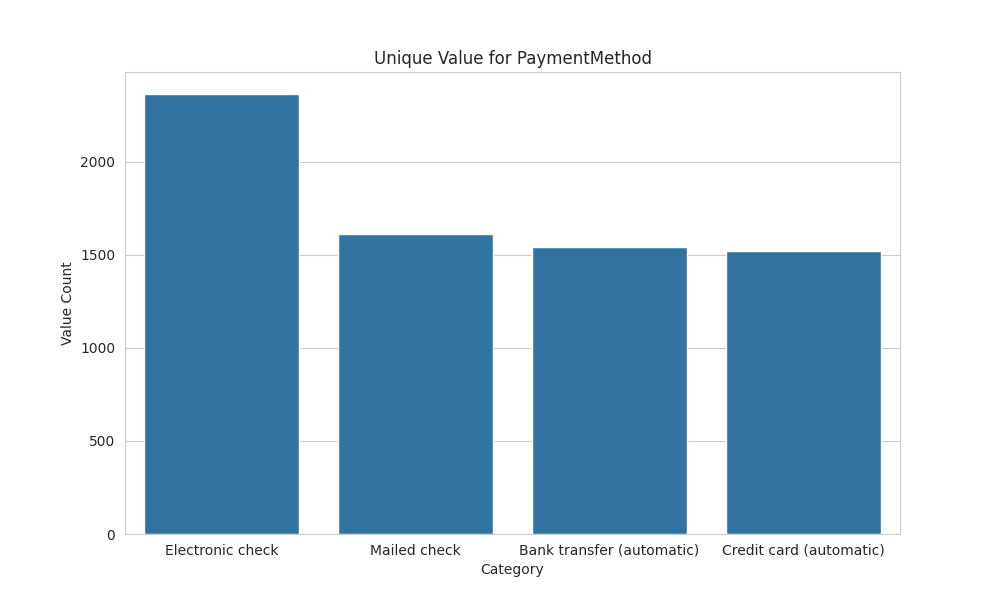 Unique Value for PaymentMethod
Value Count
2000
1500
1000
500
0
Electronic check
Mailed check
Bank transfer (automatic)
Credit card (automatic)
Category